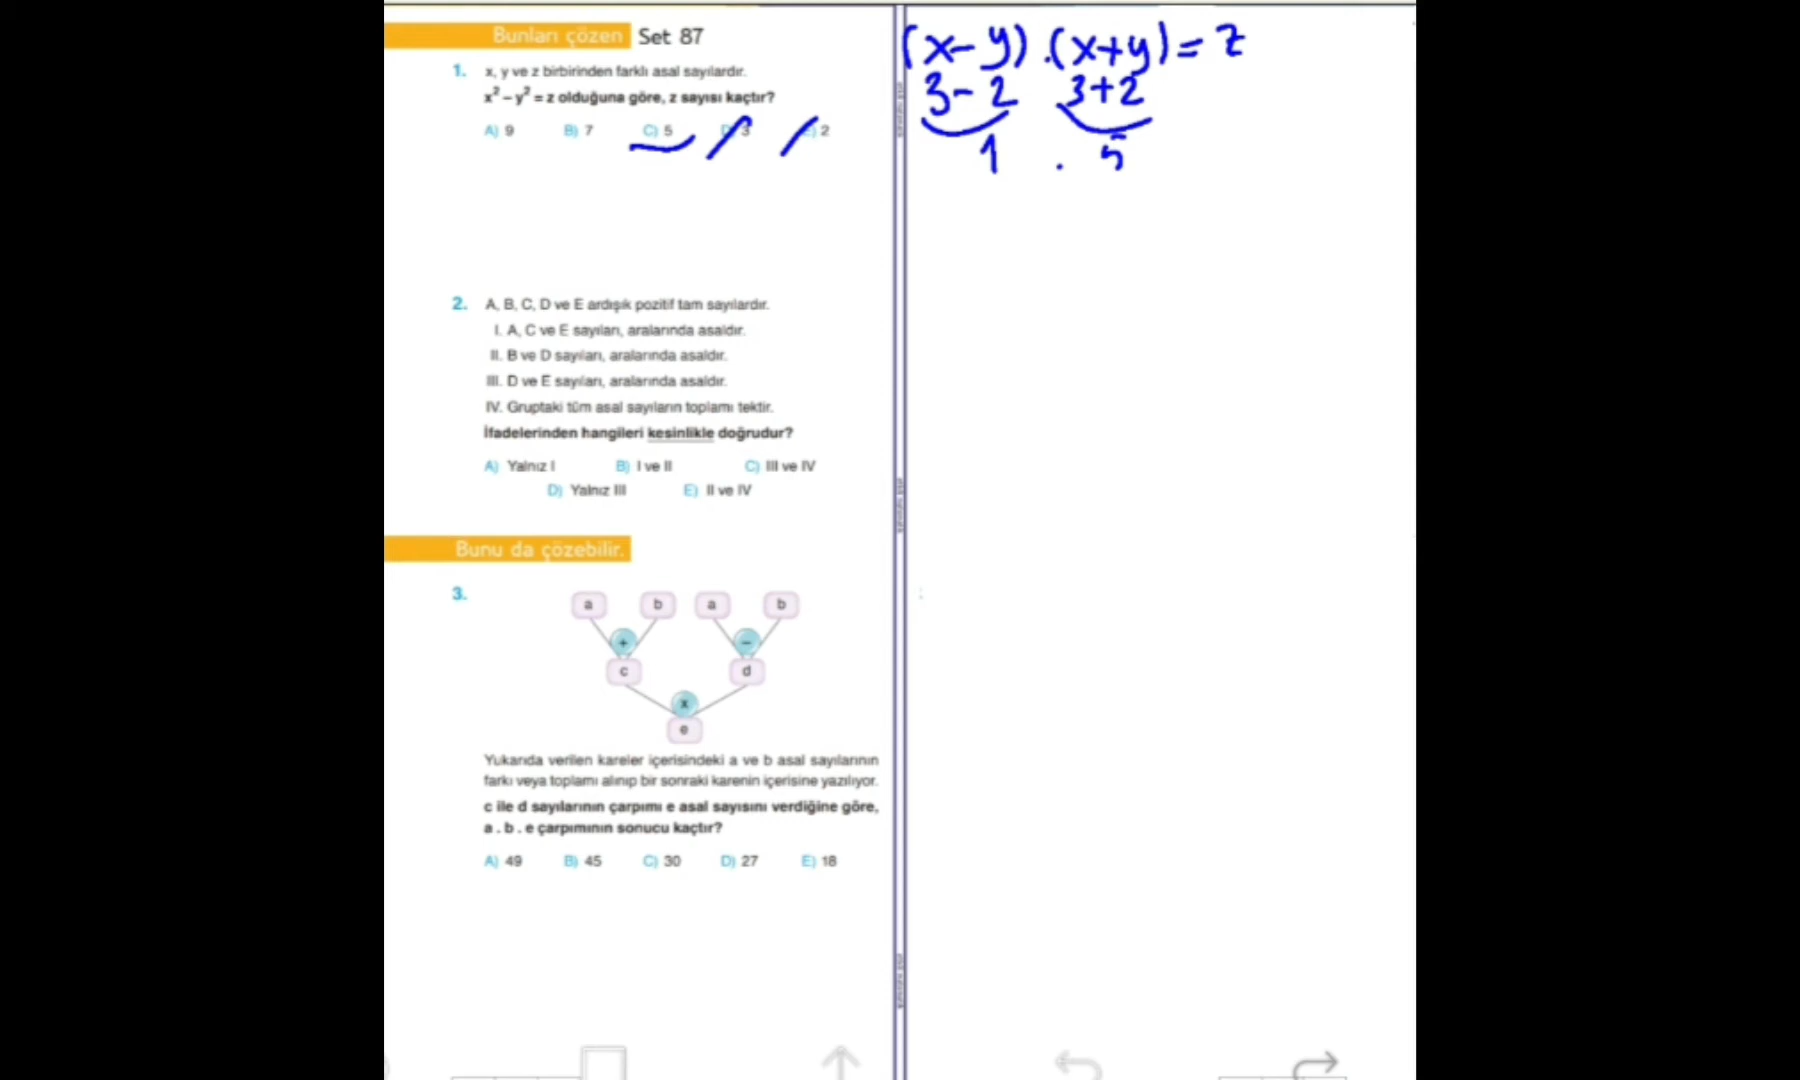 Bunları çözen Set 87
1. x, y ve z birbirinden farklı asal sayılardır.
x² – y² = z olduğuna göre, z sayısı kaçtır?
A) 9 B) 7 C) 5 D) 3 E) 2
(x-y).(x+y)=z
3-2 3+2
1 . 5
2. A, B, C, D ve E ardışık pozitif tam sayılardır.
I. A, C ve E sayıları, aralarında asaldır.
II. B ve D sayıları, aralarında asaldır.
III. D ve E sayıları, aralarında asaldır.
IV. Gruptaki tüm asal sayıların toplamı tektir.
İfadelerinden hangileri kesinlikle doğrudur?
A) Yalnız I B) I ve II C) III ve IV
D) Yalnız III E) II ve IV
Bunu da çözebilir.
3.
a b a b
+ –
c d
x
e
Yukarıda verilen kareler içerisindeki a ve b asal sayılarının
farkı veya toplamı alınıp bir sonraki karenin içerisine yazılıyor.
c ile d sayılarının çarpımı e asal sayısını verdiğine göre,
a . b . e çarpımının sonucu kaçtır?
A) 49 B) 45 C) 30 D) 27 E) 18